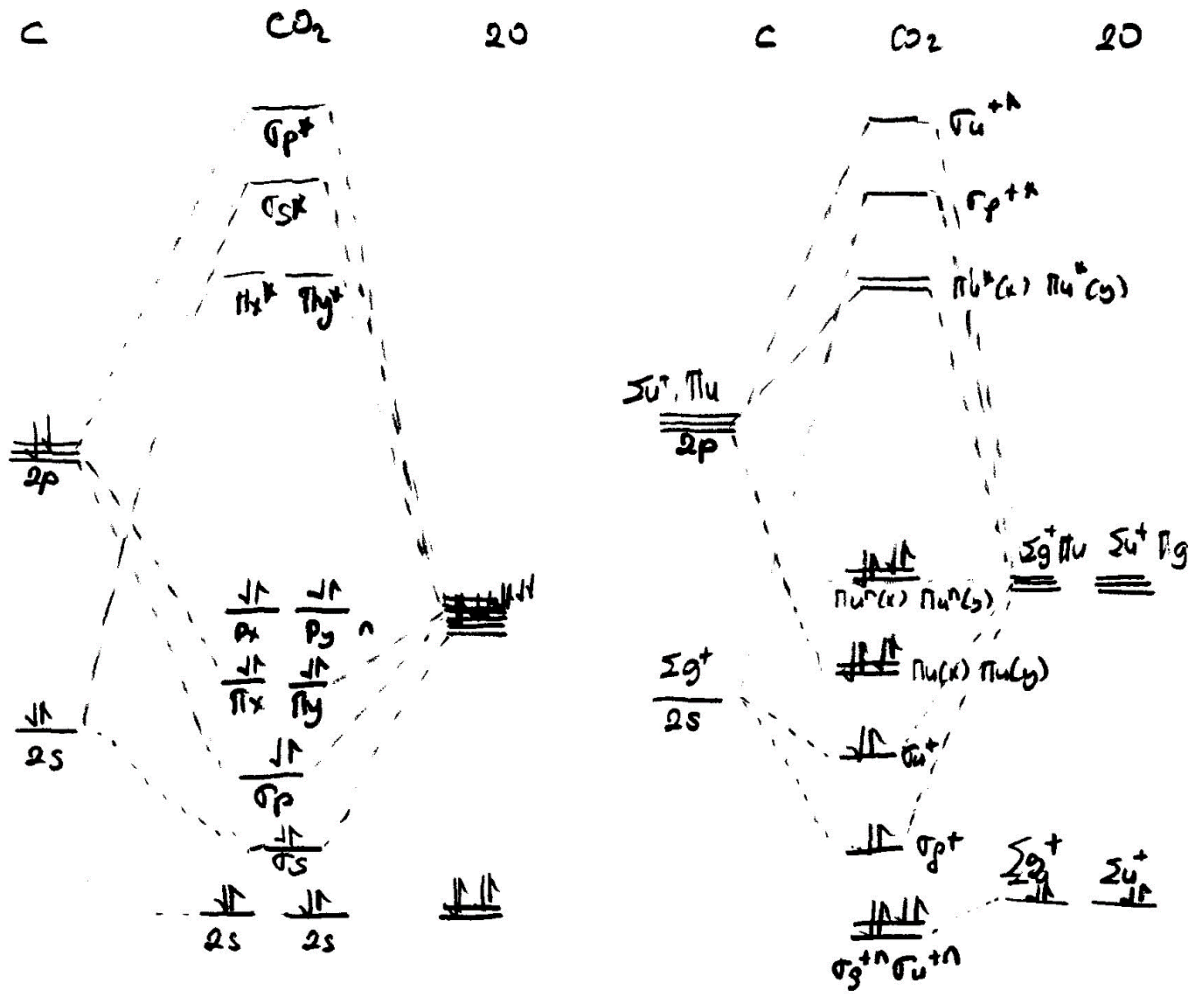 C CO₂ 2O
σp*
σs*
πx* πy*
2p
Px Py n
πx πy
2s
σp
σs
2s 2s
C CO₂ 2O
σu⁺*
σg⁺*
πu*(x) πu*(y)
Σu⁺, πu
2p
Σg⁺ πu Σu⁺ πg
πuⁿ(x) πuⁿ(y)
πu(x) πu(y)
Σg⁺
2s
σu⁺
σg⁺
Σg⁺ Σu⁺
σg⁺ⁿ σu⁺ⁿ